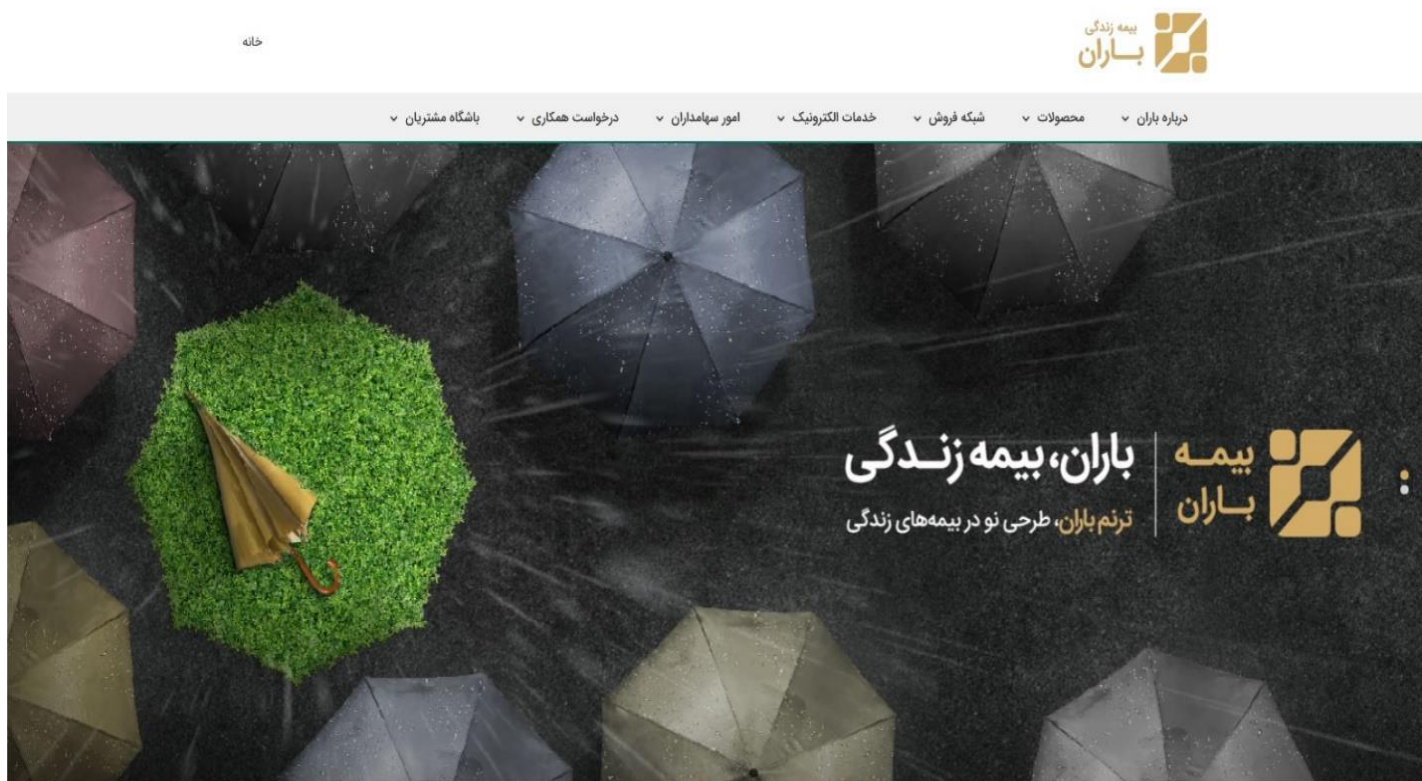 بیمه زندگی
باران
خانه
درباره باران
محصولات
شبکه فروش
خدمات الکترونیک
امور سهامداران
درخواست همکاری
باشگاه مشتریان
بیمه
باران
باران، بیمه زندگی
ترنم باران، طرحی نو در بیمه‌های زندگی